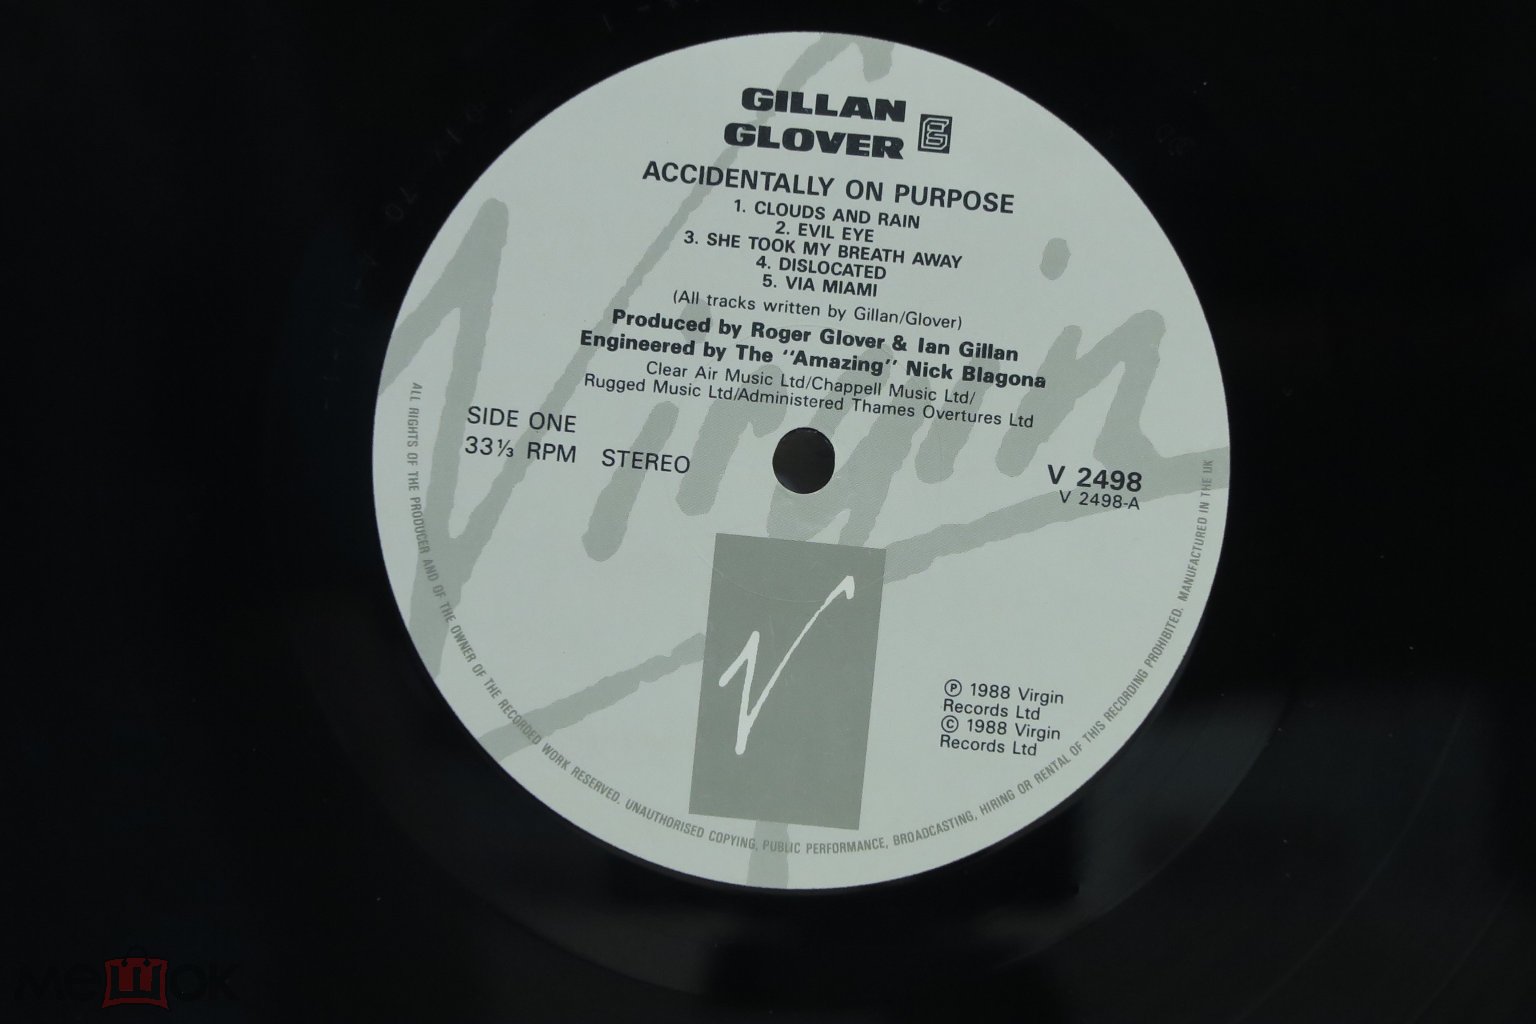 GILLAN
GLOVER
ACCIDENTALLY ON PURPOSE
1. CLOUDS AND RAIN
2. EVIL EYE
3. SHE TOOK MY BREATH AWAY
4. DISLOCATED
5. VIA MIAMI
(All tracks written by Gillan/Glover)
Produced by Roger Glover & Ian Gillan
Engineered by The "Amazing" Nick Blagona
Clear Air Music Ltd/Chappell Music Ltd/
Rugged Music Ltd/Administered Thames Overtures Ltd
SIDE ONE
33⅓ RPM STEREO
V 2498
V 2498-A
Virgin
V
Ⓟ 1988 Virgin
Records Ltd
© 1988 Virgin
Records Ltd
ALL RIGHTS OF THE PRODUCER AND OF THE OWNER OF THE RECORDED WORK RESERVED. UNAUTHORISED COPYING, PUBLIC PERFORMANCE, BROADCASTING, HIRING OR RENTAL OF THIS RECORDING PROHIBITED. MANUFACTURED IN THE UK
мешок